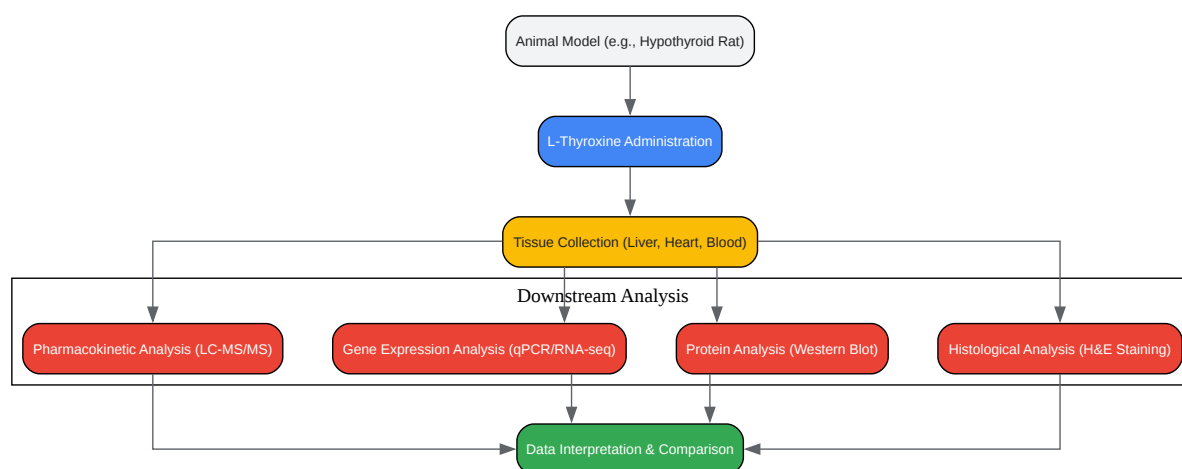 Animal Model (e.g., Hypothyroid Rat)
L-Thyroxine Administration
Tissue Collection (Liver, Heart, Blood)
Downstream Analysis
Pharmacokinetic Analysis (LC-MS/MS)
Gene Expression Analysis (qPCR/RNA-seq)
Protein Analysis (Western Blot)
Histological Analysis (H&E Staining)
Data Interpretation & Comparison